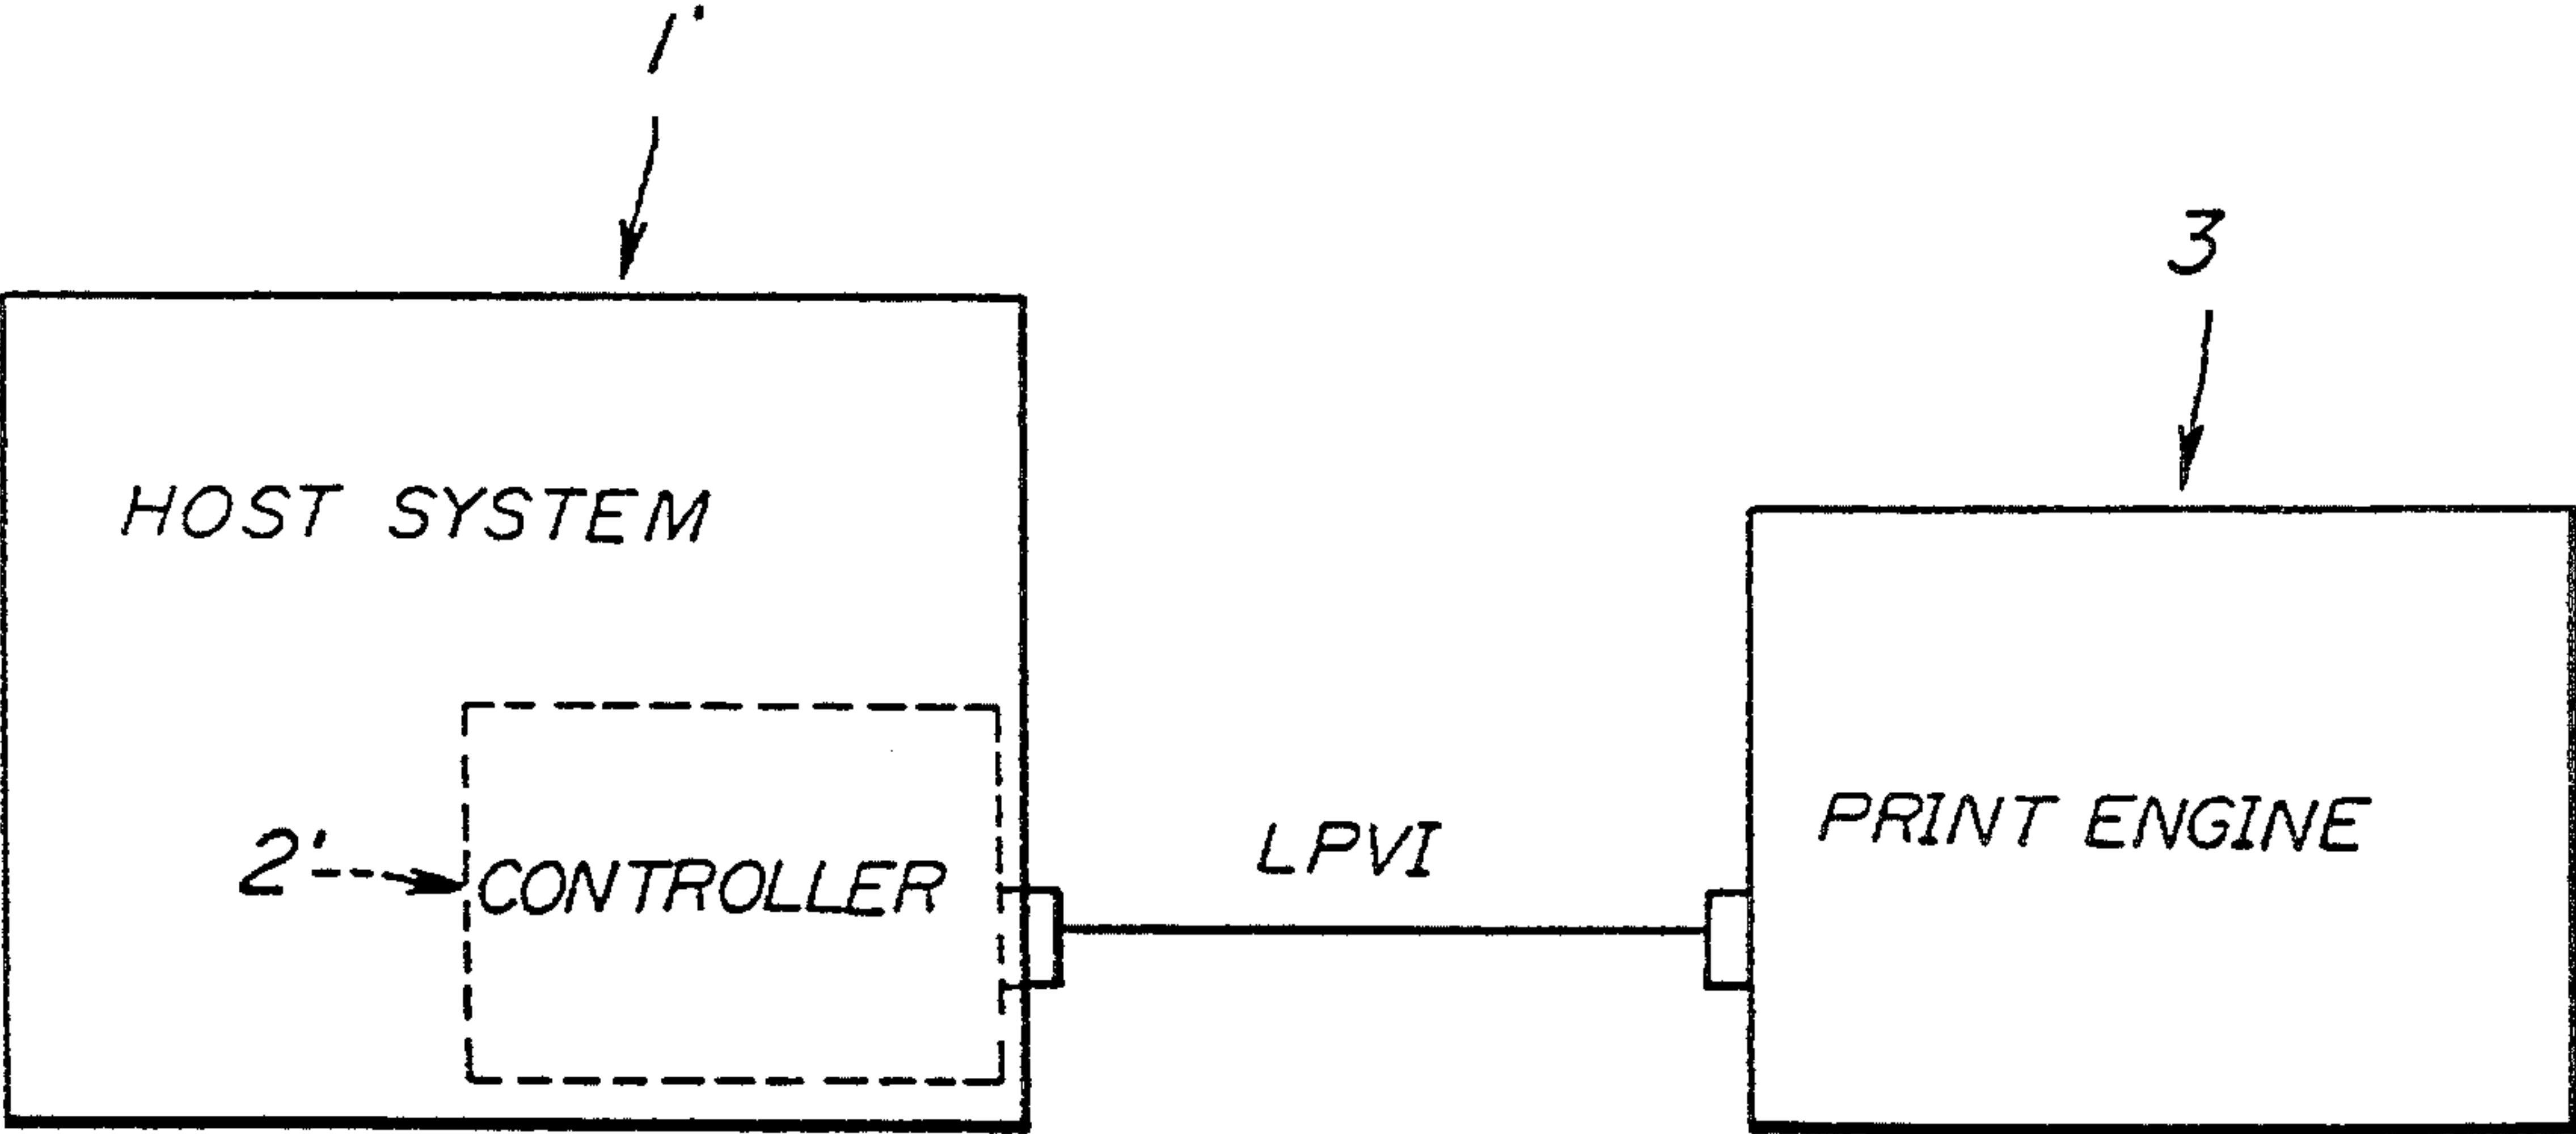 1'
3
HOST SYSTEM
2'
CONTROLLER
LPVI
PRINT ENGINE